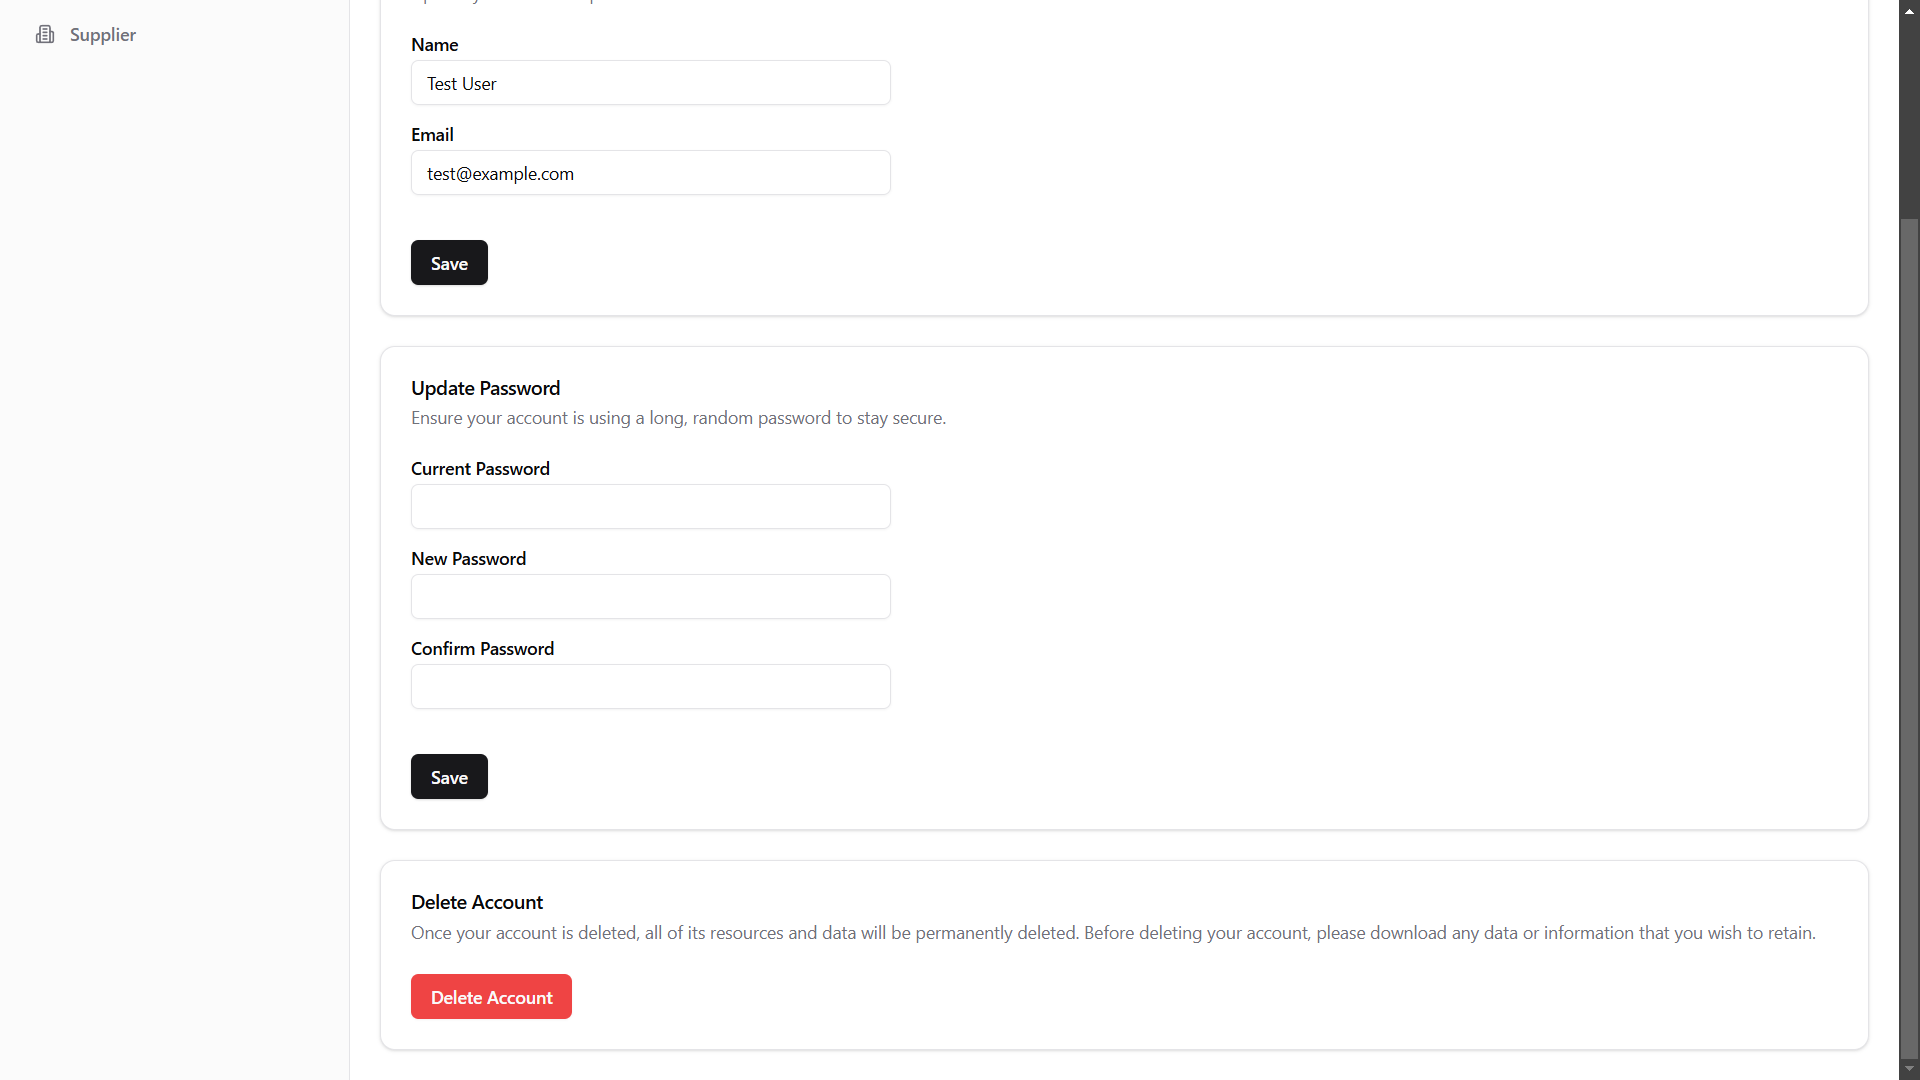 Supplier
Name
Test User
Email
test@example.com
Save
Update Password
Ensure your account is using a long, random password to stay secure.
Current Password
New Password
Confirm Password
Save
Delete Account
Once your account is deleted, all of its resources and data will be permanently deleted. Before deleting your account, please download any data or information that you wish to retain.
Delete Account